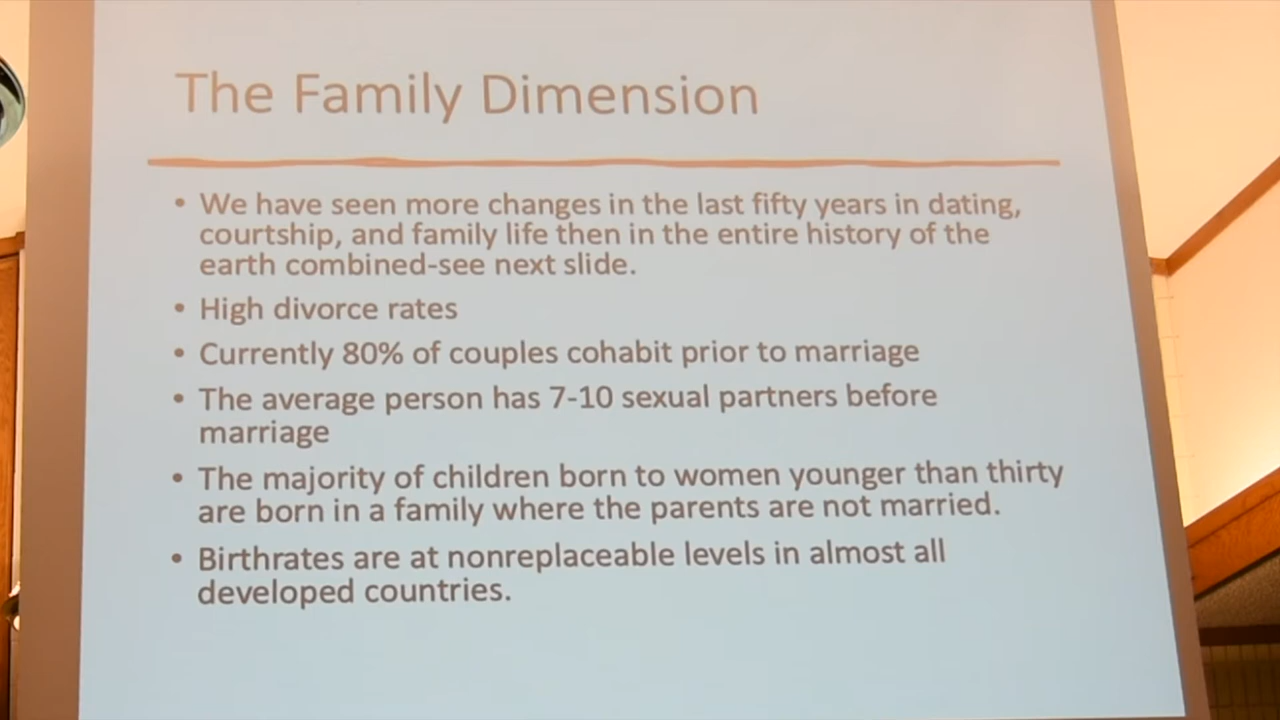 The Family Dimension
• We have seen more changes in the last fifty years in dating,
courtship, and family life then in the entire history of the
earth combined-see next slide.
• High divorce rates
• Currently 80% of couples cohabit prior to marriage
• The average person has 7-10 sexual partners before
marriage
• The majority of children born to women younger than thirty
are born in a family where the parents are not married.
• Birthrates are at nonreplaceable levels in almost all
developed countries.